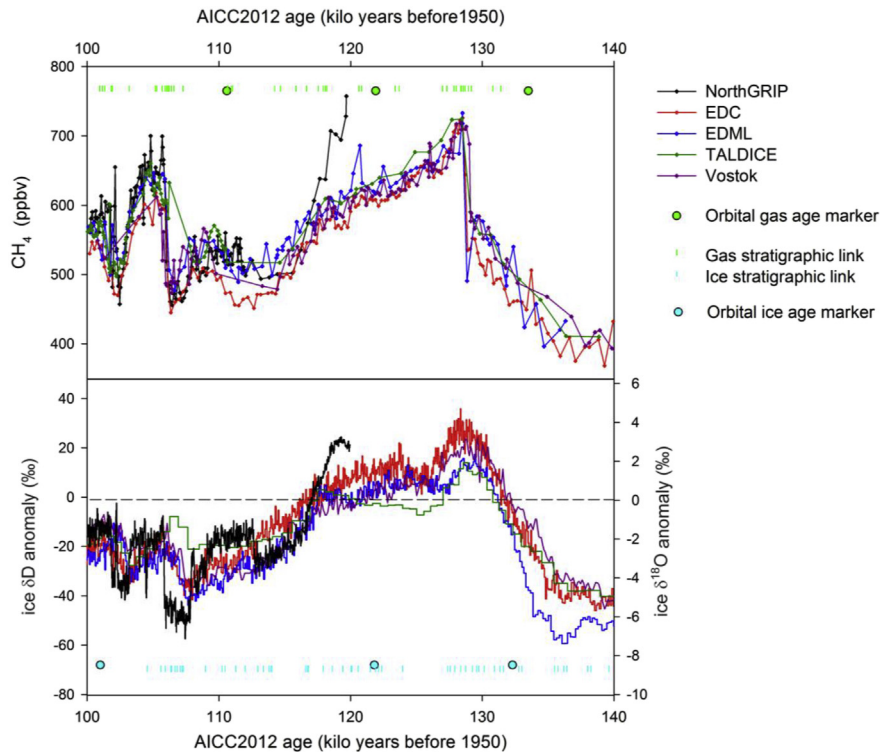 AICC2012 age (kilo years before1950)
100 110 120 130 140
800
700
600
500
400
CH4 (ppbv)
NorthGRIP
EDC
EDML
TALDICE
Vostok
Orbital gas age marker
Gas stratigraphic link
Ice stratigraphic link
Orbital ice age marker
40
20
0
-20
-40
-60
-80
ice δD anomaly (‰)
6
4
2
0
-2
-4
-6
-8
-10
ice δ18O anomaly (‰)
100 110 120 130 140
AICC2012 age (kilo years before 1950)